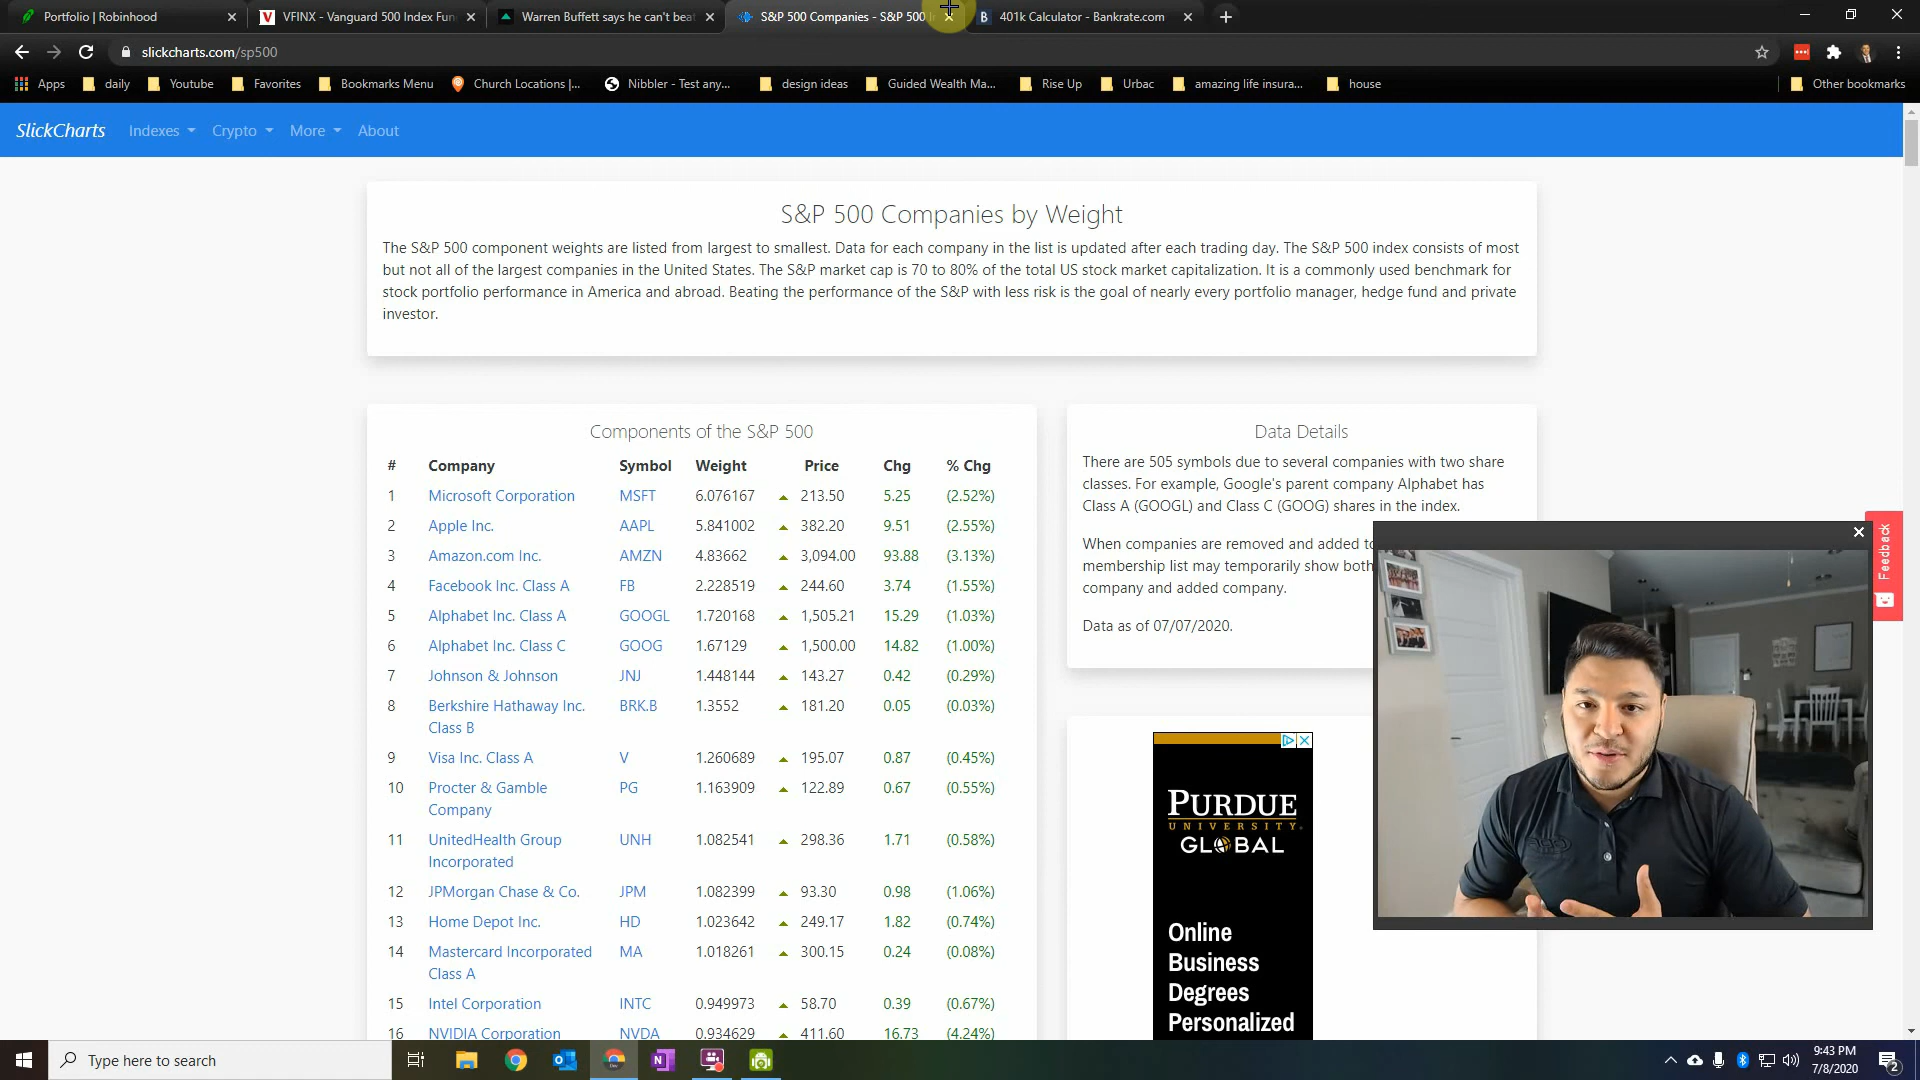 Portfolio | Robinhood
VFINX - Vanguard 500 Index Fun
Warren Buffett says he can't beat
S&P 500 Companies - S&P 500 In
401k Calculator - Bankrate.com
slickcharts.com/sp500
Apps
daily
Youtube
Favorites
Bookmarks Menu
Church Locations |...
Nibbler - Test any...
design ideas
Guided Wealth Ma...
Rise Up
Urbac
amazing life insura...
house
Other bookmarks
SlickCharts
Indexes
Crypto
More
About
S&P 500 Companies by Weight
The S&P 500 component weights are listed from largest to smallest. Data for each company in the list is updated after each trading day. The S&P 500 index consists of most
but not all of the largest companies in the United States. The S&P market cap is 70 to 80% of the total US stock market capitalization. It is a commonly used benchmark for
stock portfolio performance in America and abroad. Beating the performance of the S&P with less risk is the goal of nearly every portfolio manager, hedge fund and private
investor.
Components of the S&P 500
# Company Symbol Weight Price Chg % Chg
1 Microsoft Corporation MSFT 6.076167 213.50 5.25 (2.52%)
2 Apple Inc. AAPL 5.841002 382.20 9.51 (2.55%)
3 Amazon.com Inc. AMZN 4.83662 3,094.00 93.88 (3.13%)
4 Facebook Inc. Class A FB 2.228519 244.60 3.74 (1.55%)
5 Alphabet Inc. Class A GOOGL 1.720168 1,505.21 15.29 (1.03%)
6 Alphabet Inc. Class C GOOG 1.67129 1,500.00 14.82 (1.00%)
7 Johnson & Johnson JNJ 1.448144 143.27 0.42 (0.29%)
8 Berkshire Hathaway Inc. BRK.B 1.3552 181.20 0.05 (0.03%)
Class B
9 Visa Inc. Class A V 1.260689 195.07 0.87 (0.45%)
10 Procter & Gamble PG 1.163909 122.89 0.67 (0.55%)
Company
11 UnitedHealth Group UNH 1.082541 298.36 1.71 (0.58%)
Incorporated
12 JPMorgan Chase & Co. JPM 1.082399 93.30 0.98 (1.06%)
13 Home Depot Inc. HD 1.023642 249.17 1.82 (0.74%)
14 Mastercard Incorporated MA 1.018261 300.15 0.24 (0.08%)
Class A
15 Intel Corporation INTC 0.949973 58.70 0.39 (0.67%)
16 NVIDIA Corporation NVDA 0.934629 411.60 16.73 (4.24%)
Data Details
There are 505 symbols due to several companies with two share
classes. For example, Google's parent company Alphabet has
Class A (GOOGL) and Class C (GOOG) shares in the index.
When companies are removed and added to
membership list may temporarily show both
company and added company.
Data as of 07/07/2020.
Feedback
PURDUE
UNIVERSITY
GLOBAL
Online
Business
Degrees
Personalized
Type here to search
9:43 PM
7/8/2020
2